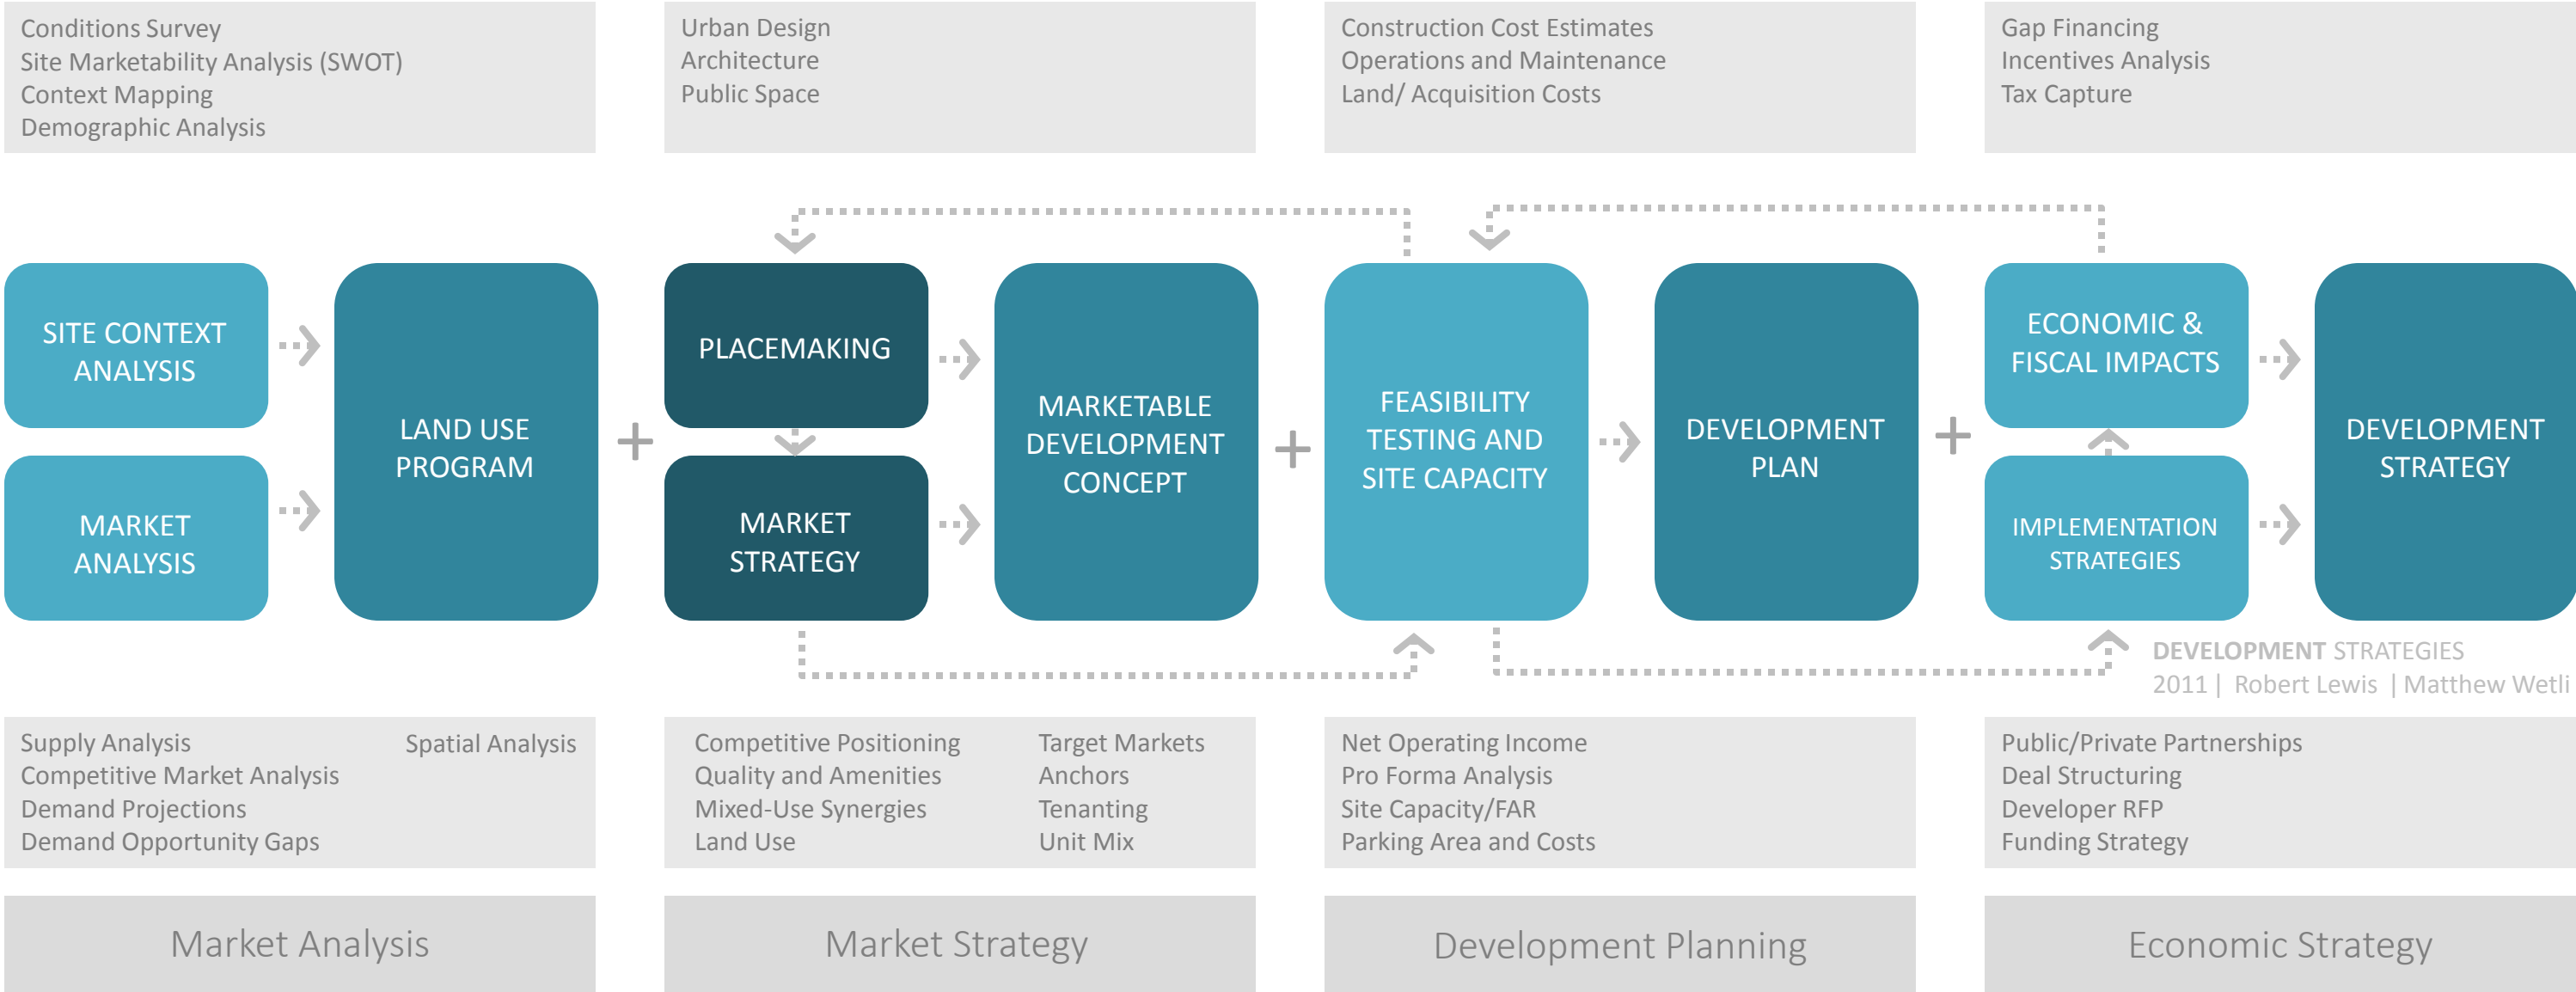 Conditions Survey
Site Marketability Analysis (SWOT)
Context Mapping
Demographic Analysis
Urban Design
Architecture
Public Space
Construction Cost Estimates
Operations and Maintenance
Land/ Acquisition Costs
Gap Financing
Incentives Analysis
Tax Capture
SITE CONTEXT
ANALYSIS
MARKET
ANALYSIS
LAND USE
PROGRAM
+
PLACEMAKING
MARKET
STRATEGY
MARKETABLE
DEVELOPMENT
CONCEPT
+
FEASIBILITY
TESTING AND
SITE CAPACITY
DEVELOPMENT
PLAN
+
ECONOMIC &
FISCAL IMPACTS
IMPLEMENTATION
STRATEGIES
DEVELOPMENT
STRATEGY
DEVELOPMENT STRATEGIES
2011 | Robert Lewis | Matthew Wetli
Supply Analysis
Competitive Market Analysis
Demand Projections
Demand Opportunity Gaps
Spatial Analysis
Competitive Positioning
Quality and Amenities
Mixed-Use Synergies
Land Use
Target Markets
Anchors
Tenanting
Unit Mix
Net Operating Income
Pro Forma Analysis
Site Capacity/FAR
Parking Area and Costs
Public/Private Partnerships
Deal Structuring
Developer RFP
Funding Strategy
Market Analysis
Market Strategy
Development Planning
Economic Strategy